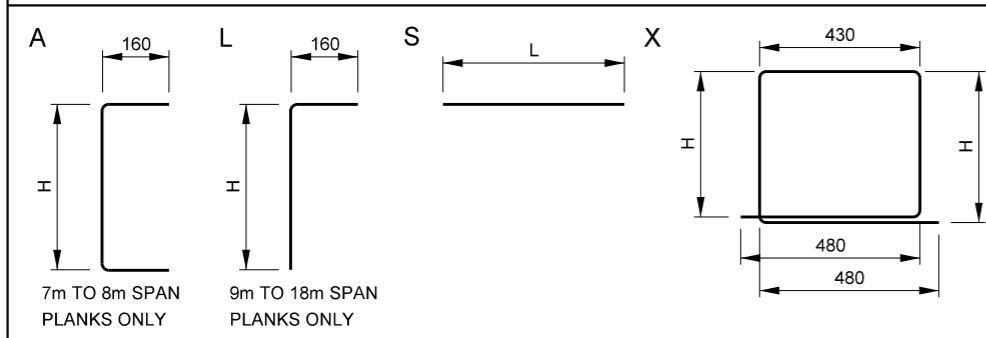 A
160
H
7m TO 8m SPAN
PLANKS ONLY
L
160
H
9m TO 18m SPAN
PLANKS ONLY
S
L
X
430
H
H
480
480